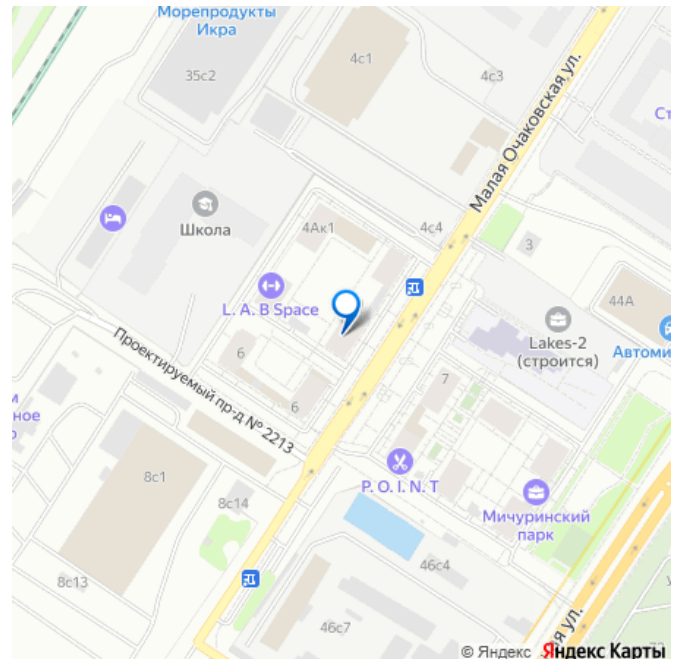 Морепродукты
Икра
35с2
4с1
4с3
Ст
Малая Очаковская ул.
Школа
4Ак1
4с4
3
44А
L. A. B Space
Lakes-2
(строится)
Автоми
Проектируемый пр-д № 2213
6
6
7
м
ное
о
8с1
P. O. I. N. T
8с14
Мичуринский
парк
46с4
8с13
46с7
ая ул.
© Яндекс Яндекс Карты